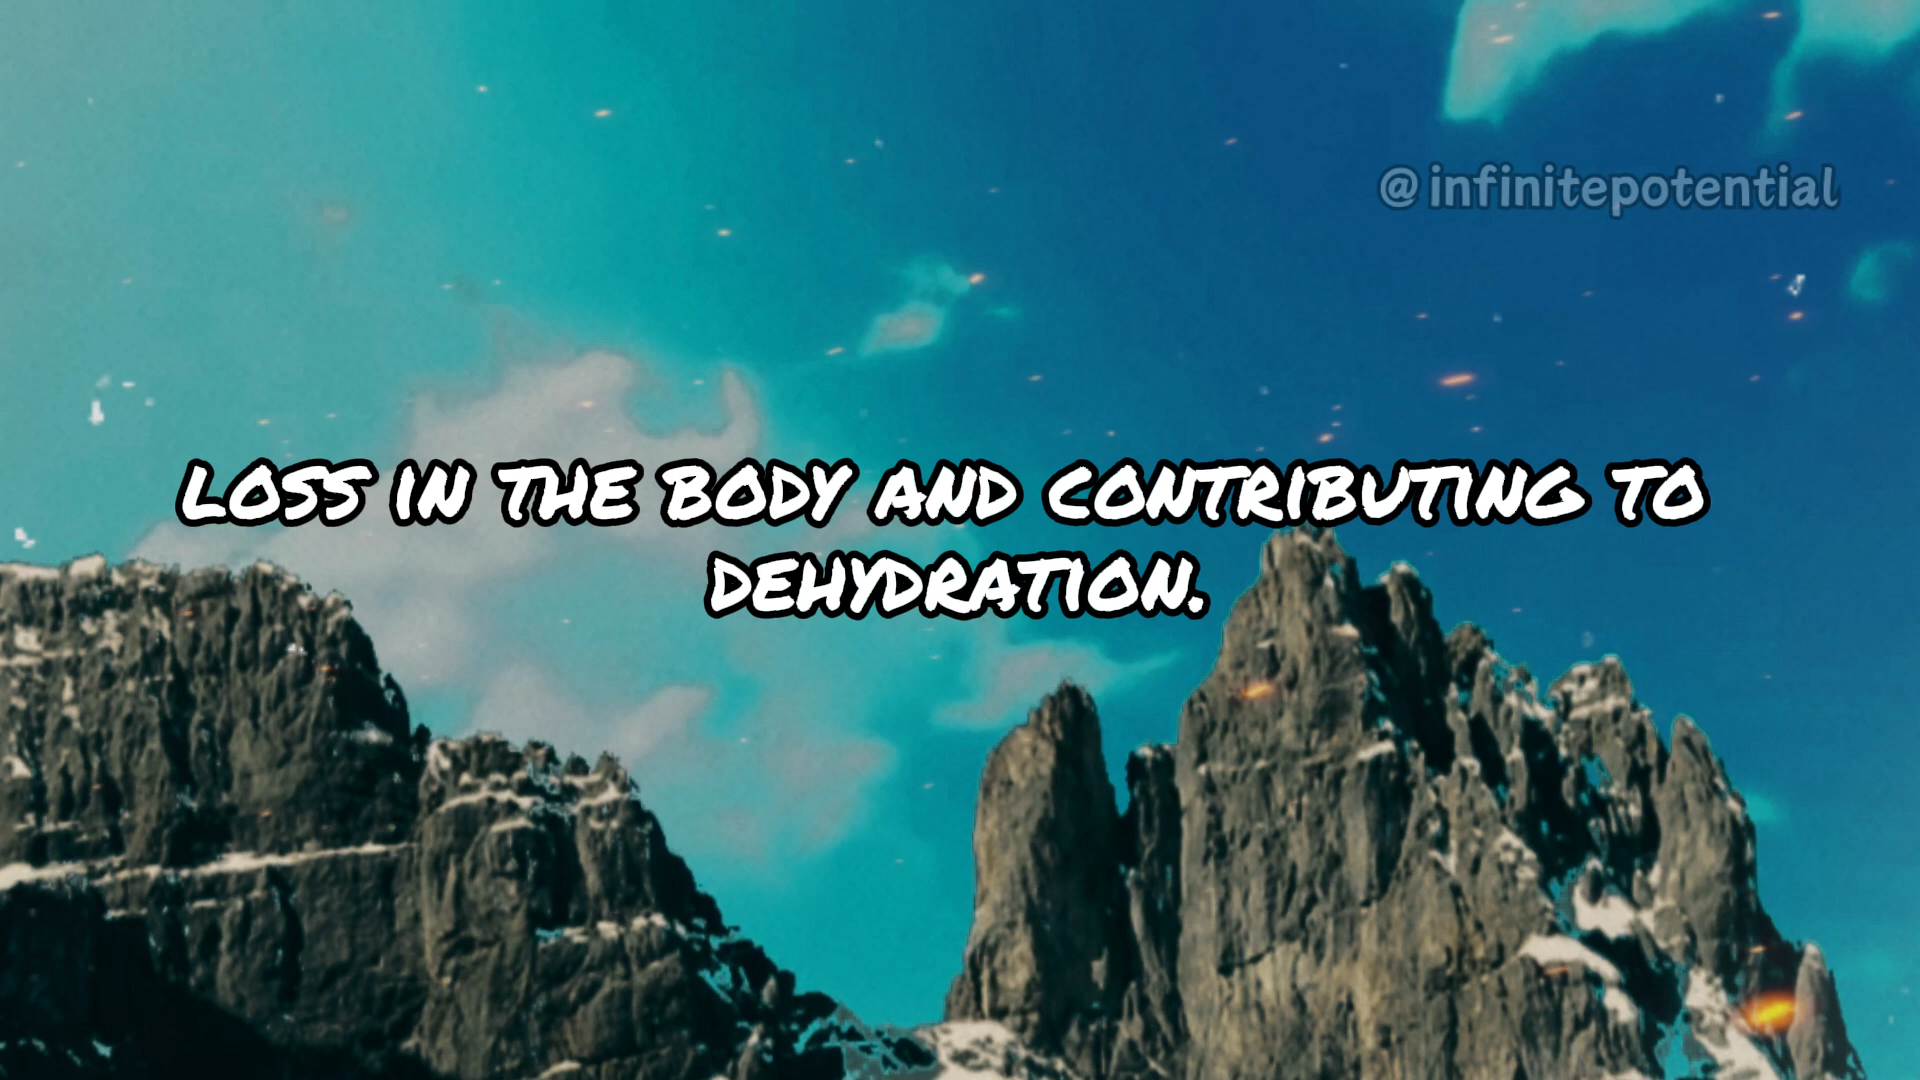 @infinitepotential
LOSS IN THE BODY AND CONTRIBUTING TO
DEHYDRATION.